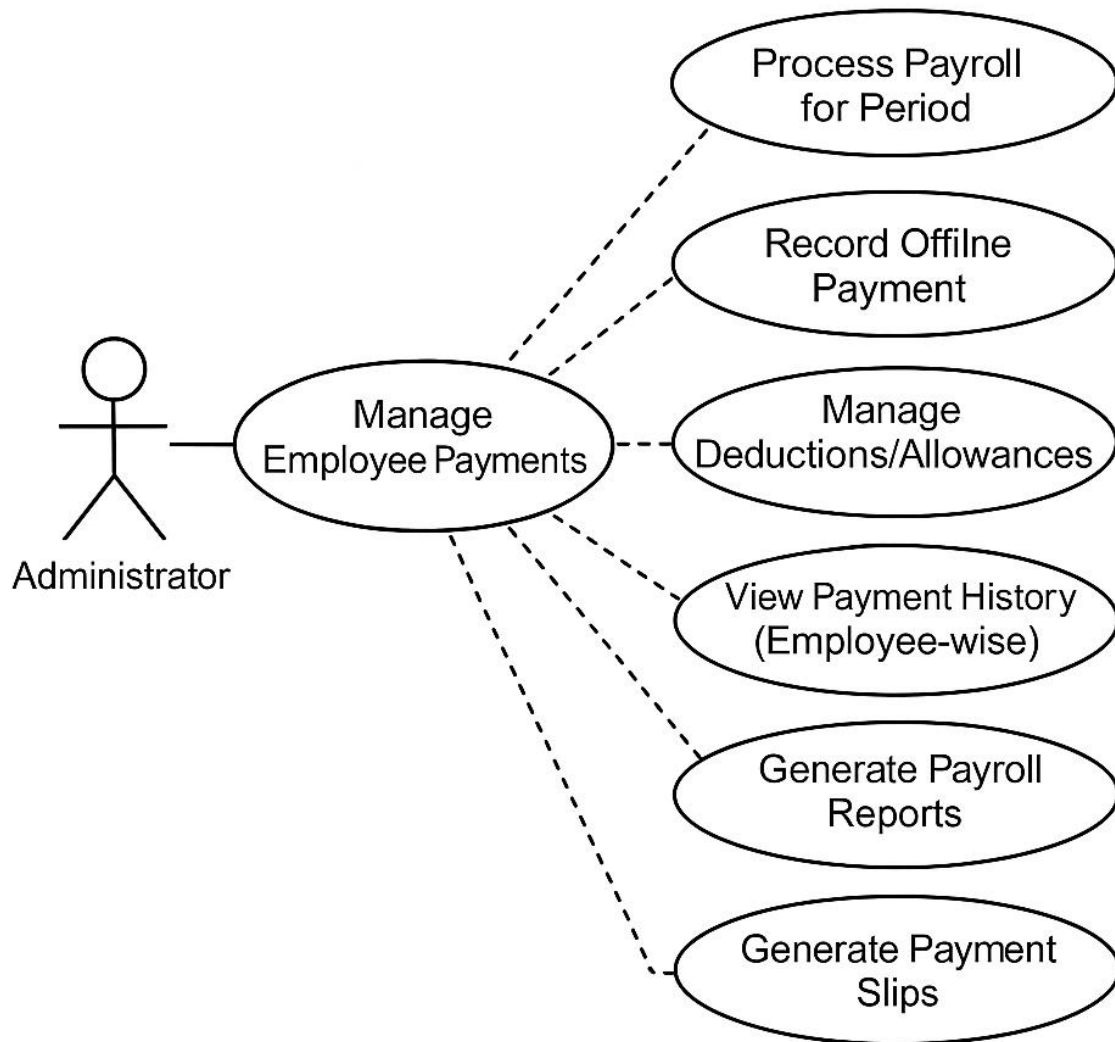 Process Payroll
for Period
Record Offilne
Payment
Manage
Employee Payments
Manage
Deductions/Allowances
Administrator
View Payment History
(Employee-wise)
Generate Payroll
Reports
Generate Payment
Slips